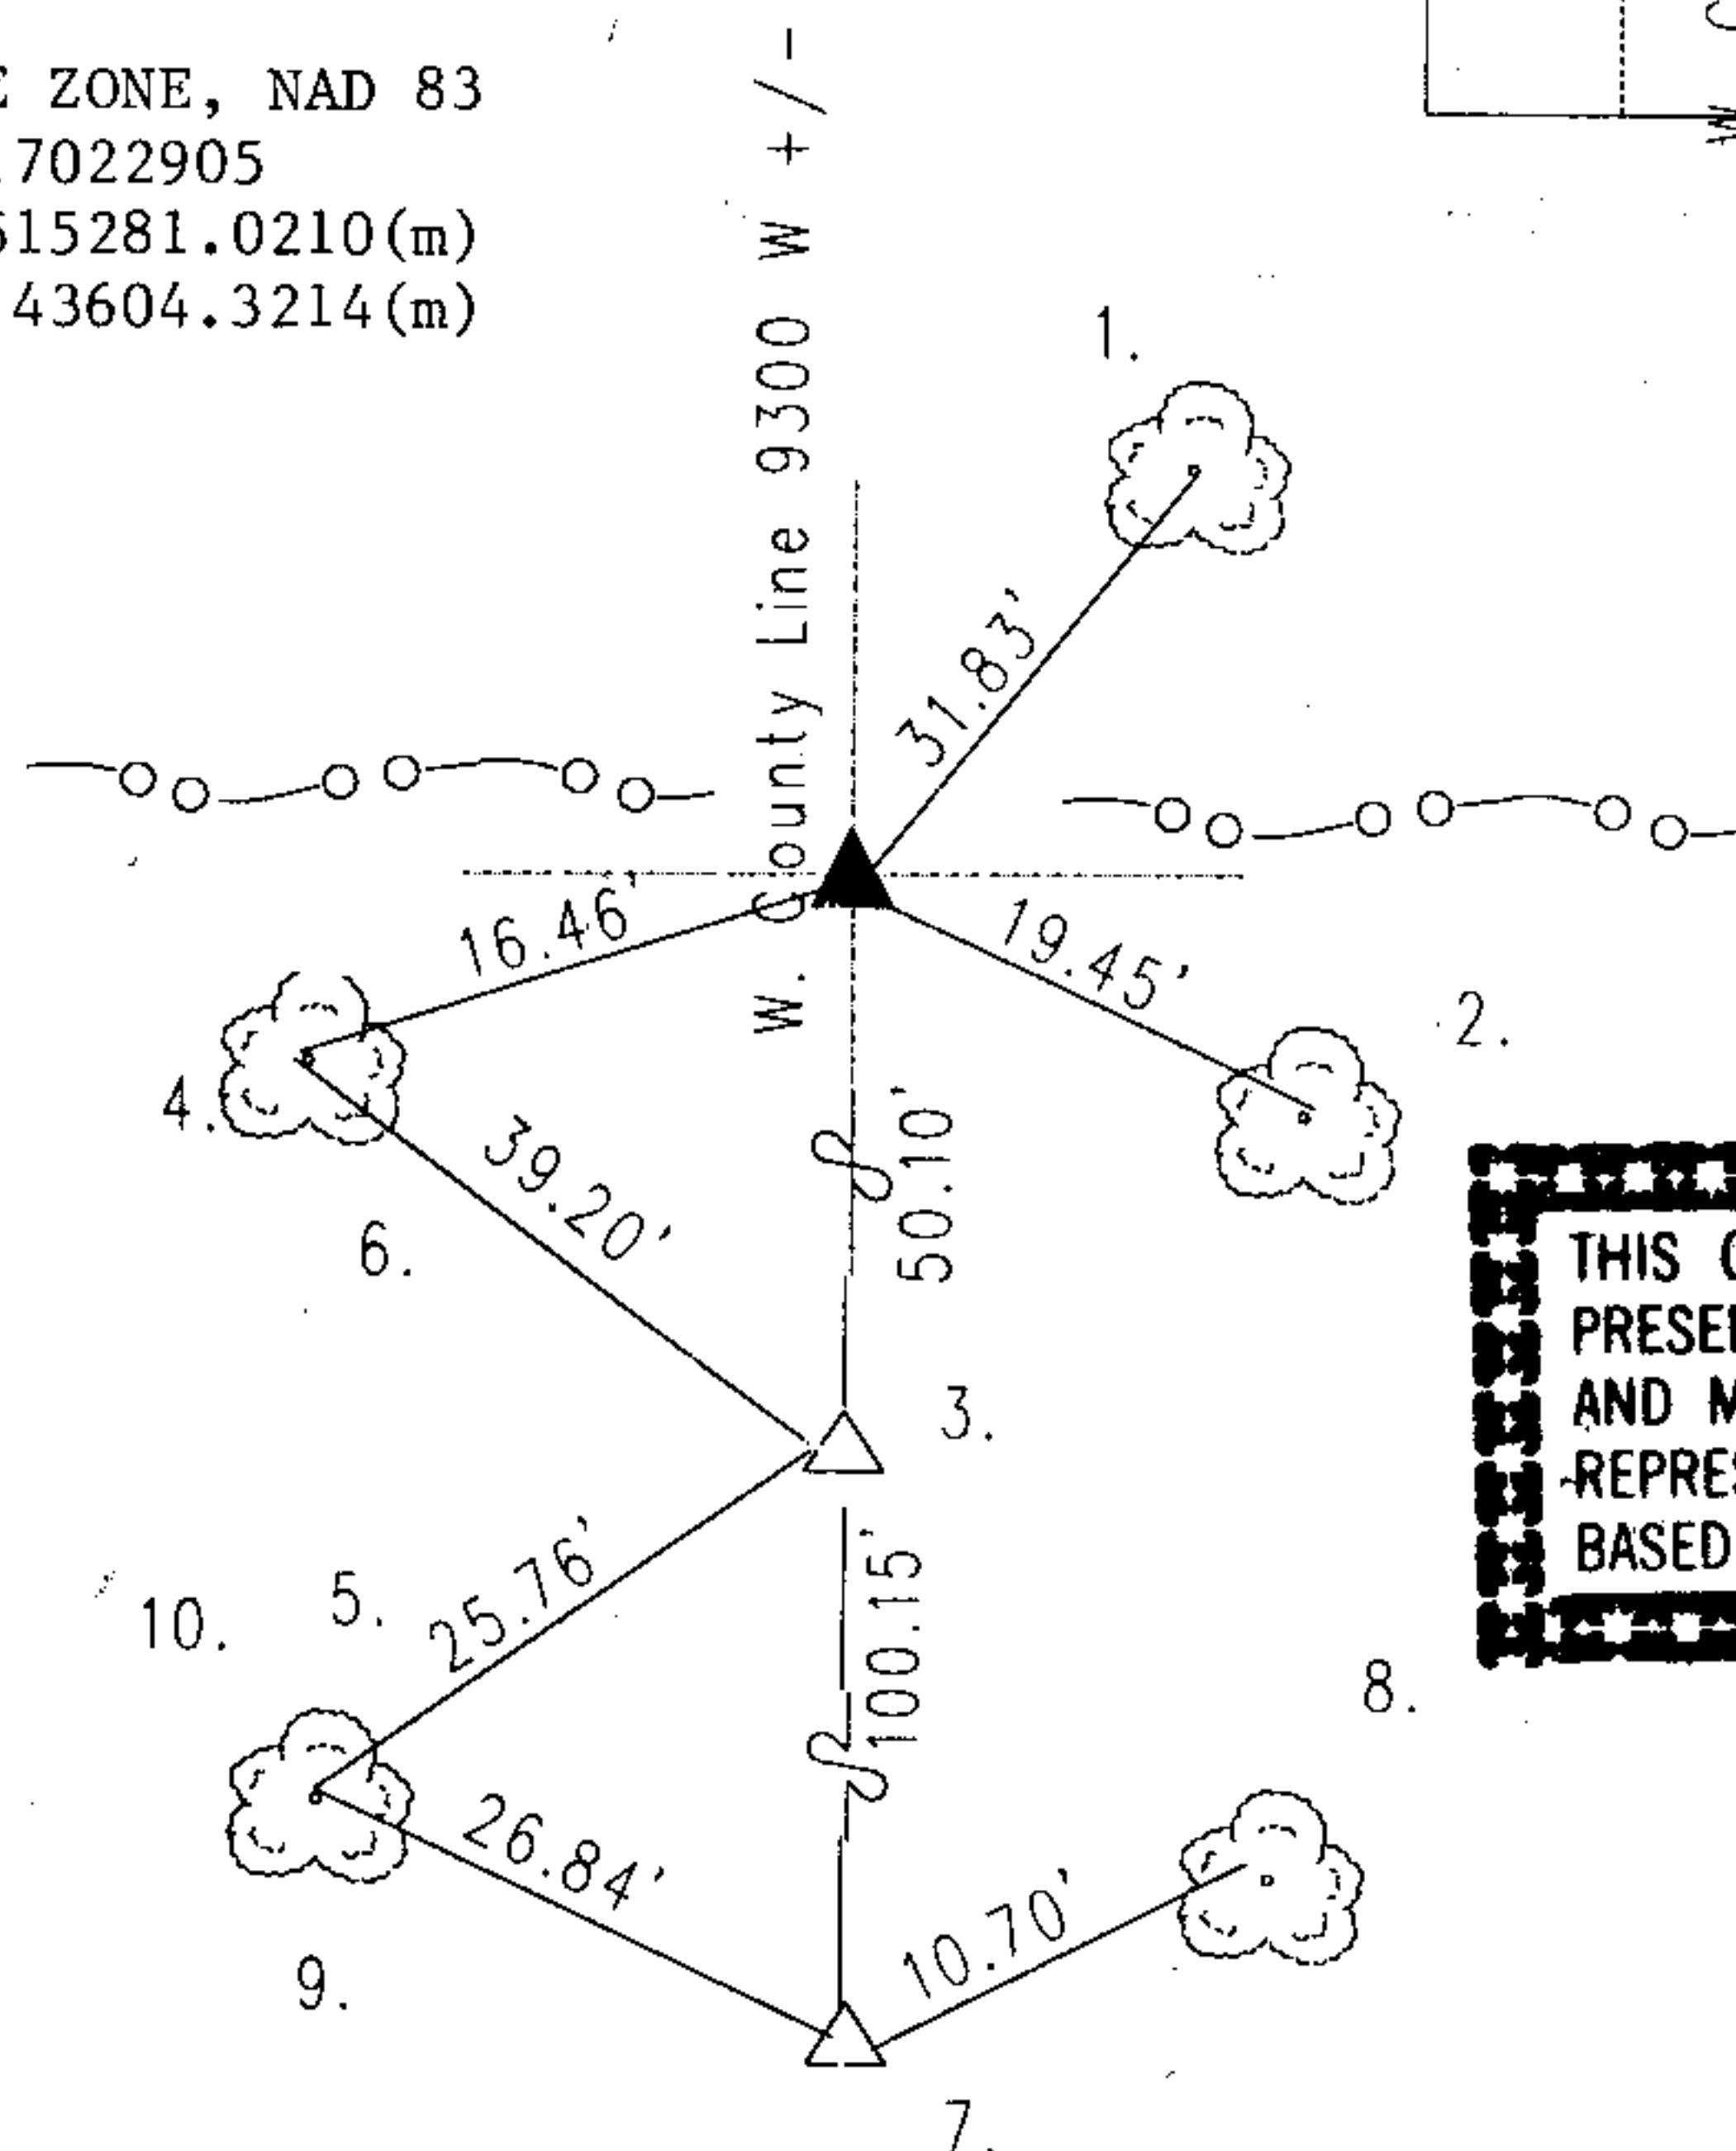 ZONE, NAD 83
7022905
515281.0210(m)
43604.3214(m)
W. County Line 9300 W +/-
1.
31.83'
16.46'
19.45'
2.
4.
39.20'
50.10'
6.
3.
THIS
PRESE
AND M
REPRES
BASED
25.76'
100.15'
5.
10.
8.
26.84'
10.70'
9.
7.